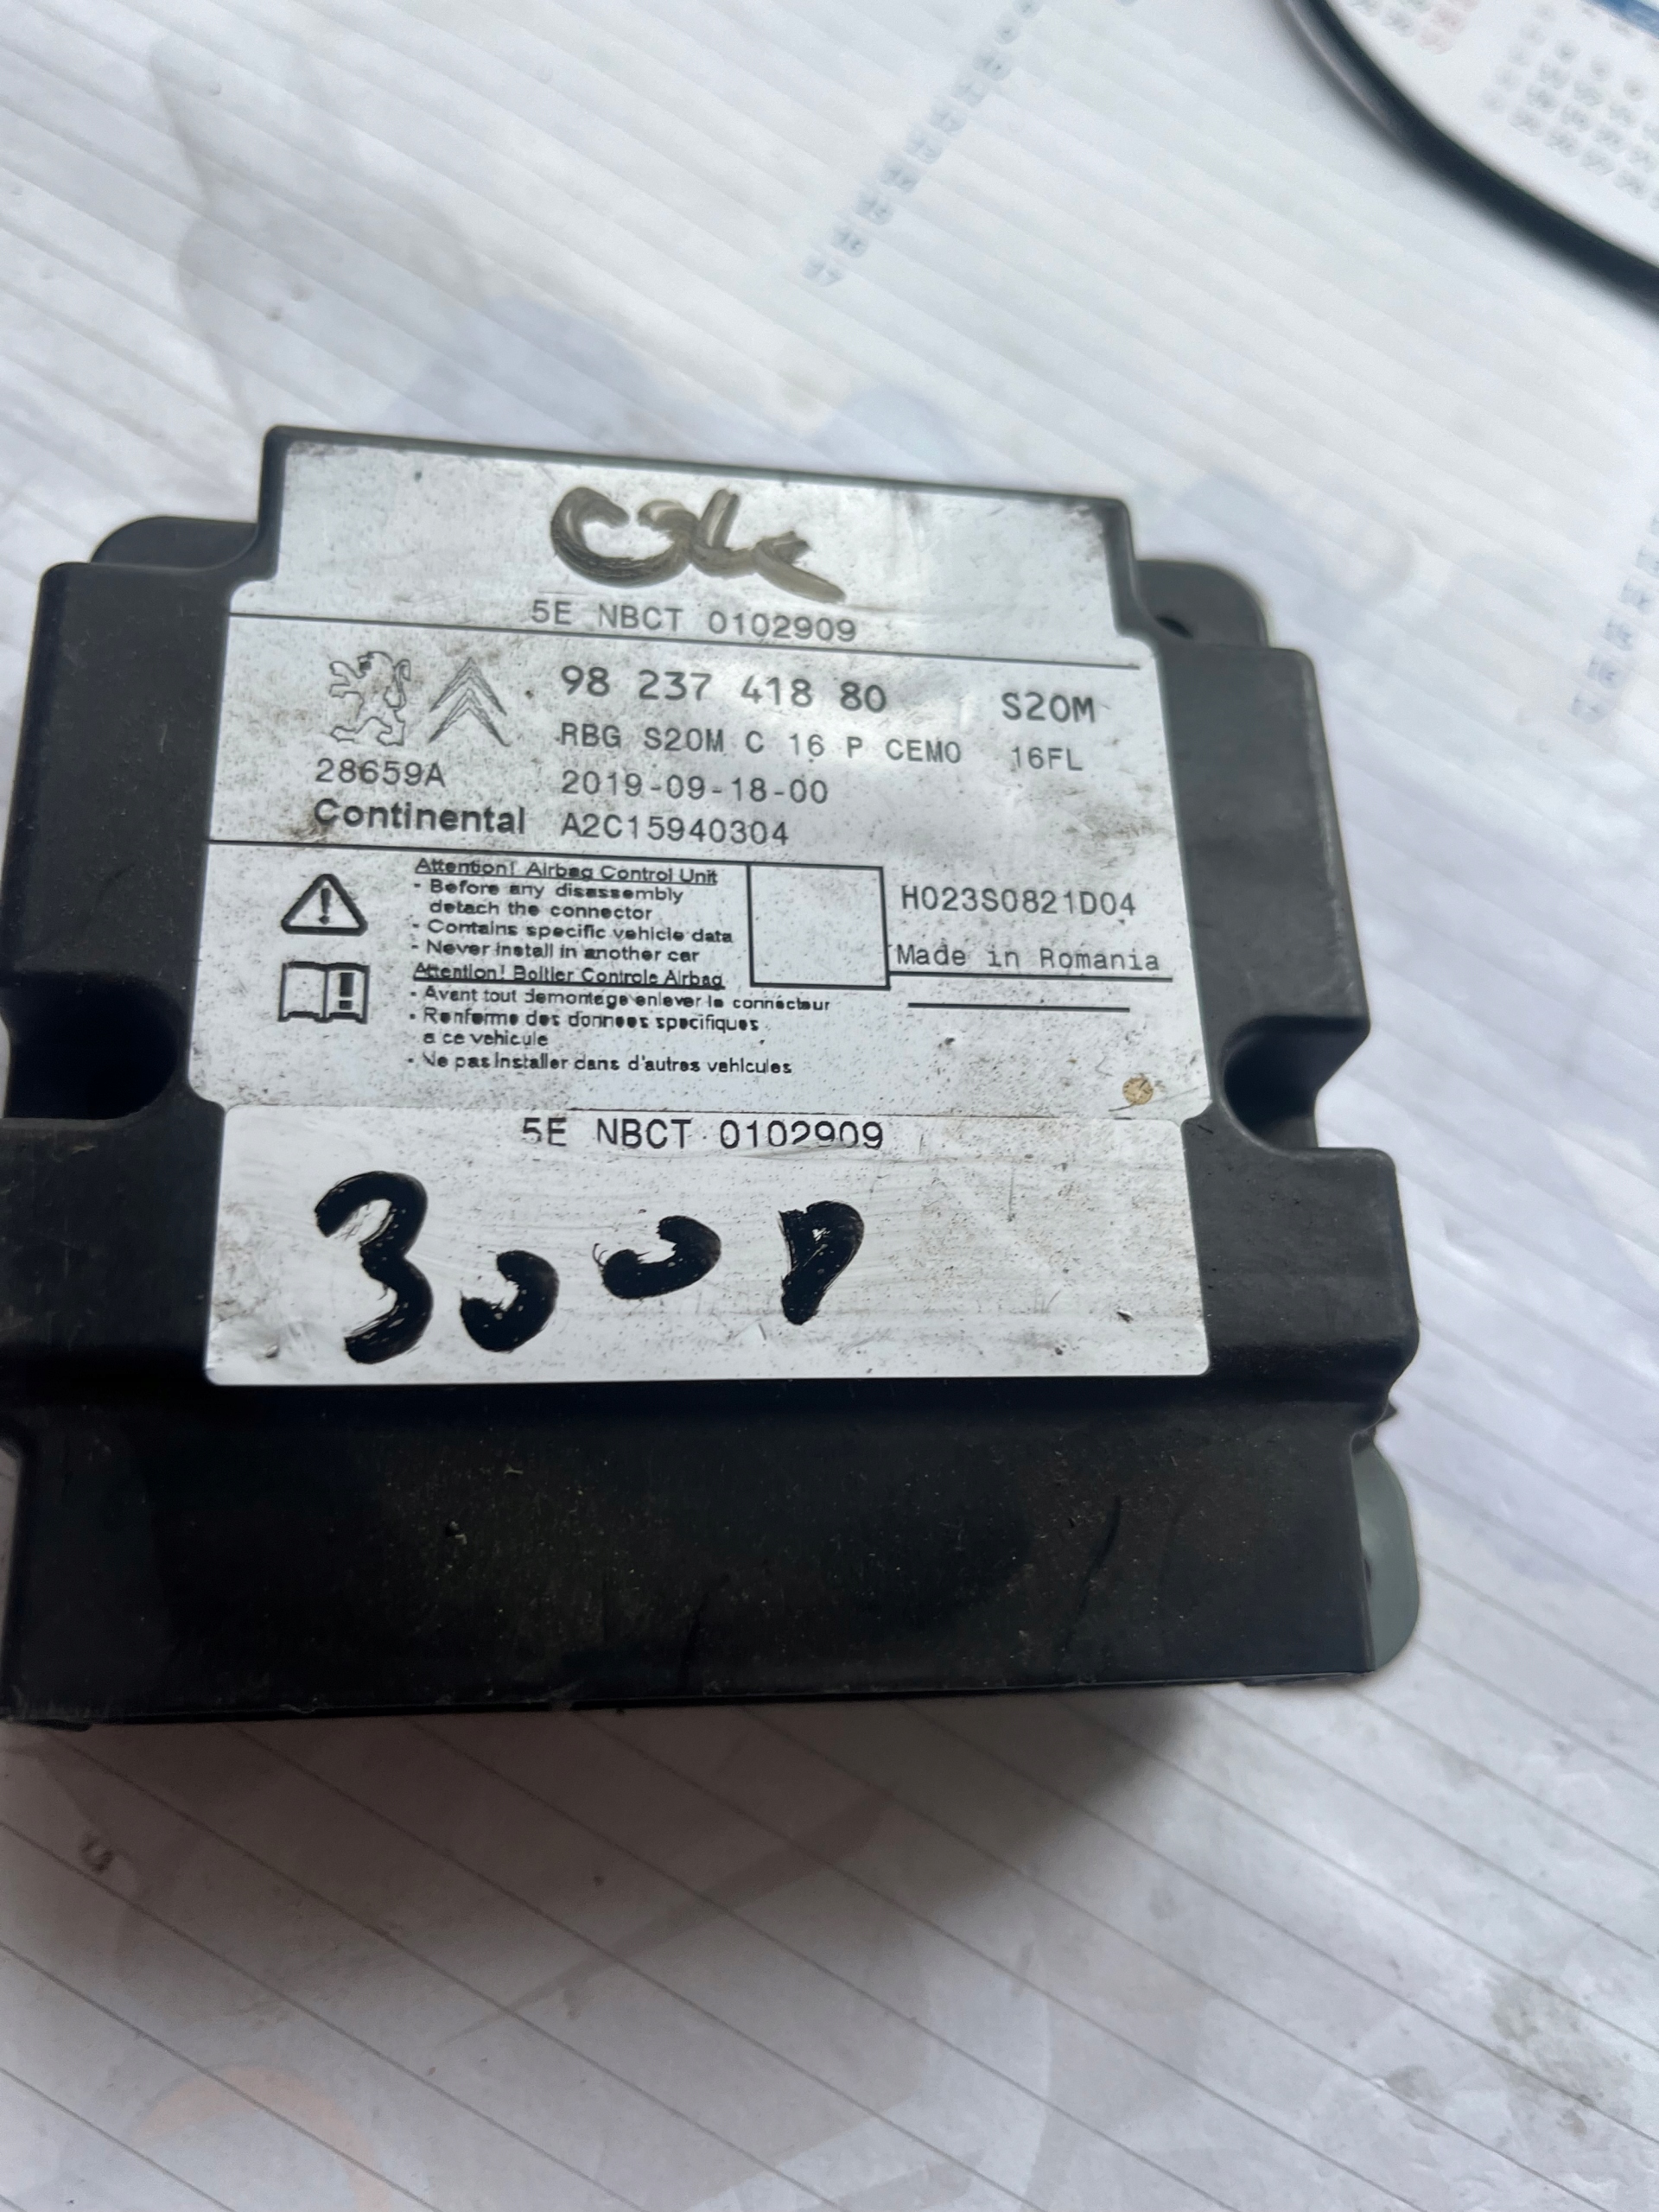 5E NBCT 0102909
98 237 418 80 S20M
RBG S20M C 16 P CEMO 16FL
28659A 2019-09-18-00
Continental A2C15940304
Attention! Airbag Control Unit
- Before any disassembly
detach the connector
- Contains specific vehicle data
- Never install in another car
H023S0821D04
Made in Romania
Attention! Boitier Controle Airbag
- Avant tout demontage enlever le connecteur
- Renferme des donnees specifiques
a ce vehicule
- Ne pas installer dans d'autres vehicules
5E NBCT 0102909